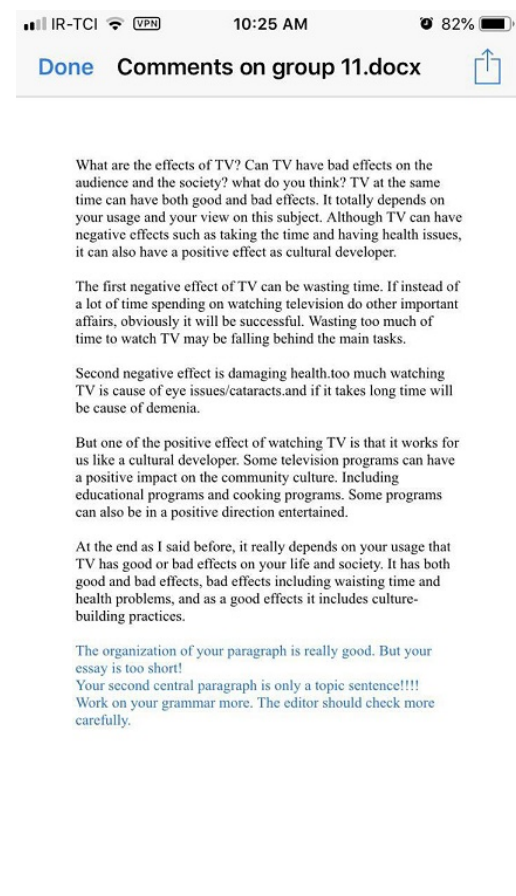 IR-TCI VPN 10:25 AM 82%
Done Comments on group 11.docx
What are the effects of TV? Can TV have bad effects on the
audience and the society? what do you think? TV at the same
time can have both good and bad effects. It totally depends on
your usage and your view on this subject. Although TV can have
negative effects such as taking the time and having health issues,
it can also have a positive effect as cultural developer.
The first negative effect of TV can be wasting time. If instead of
a lot of time spending on watching television do other important
affairs, obviously it will be successful. Wasting too much of
time to watch TV may be falling behind the main tasks.
Second negative effect is damaging health.too much watching
TV is cause of eye issues/cataracts.and if it takes long time will
be cause of demenia.
But one of the positive effect of watching TV is that it works for
us like a cultural developer. Some television programs can have
a positive impact on the community culture. Including
educational programs and cooking programs. Some programs
can also be in a positive direction entertained.
At the end as I said before, it really depends on your usage that
TV has good or bad effects on your life and society. It has both
good and bad effects, bad effects including waisting time and
health problems, and as a good effects it includes culture-
building practices.
The organization of your paragraph is really good. But your
essay is too short!
Your second central paragraph is only a topic sentence!!!!
Work on your grammar more. The editor should check more
carefully.